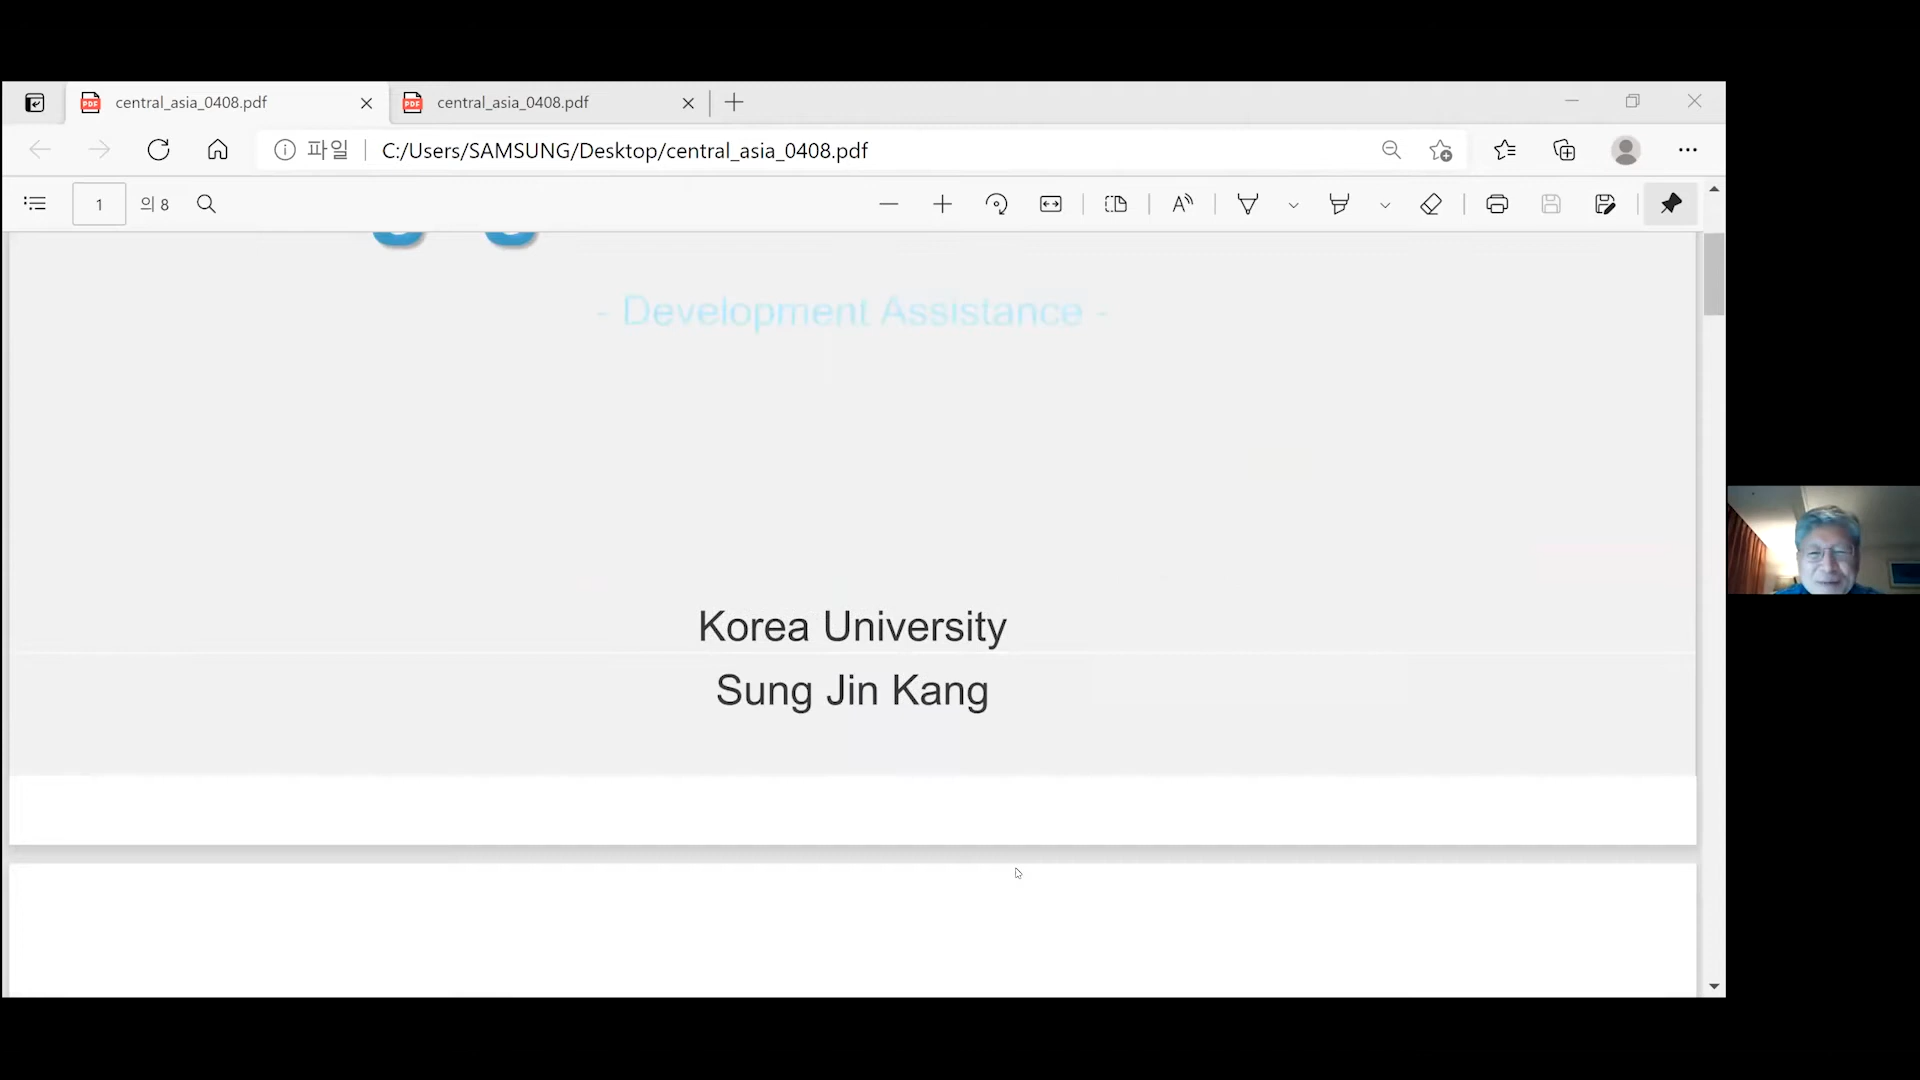 central_asia_0408.pdf
central_asia_0408.pdf
파일
C:/Users/SAMSUNG/Desktop/central_asia_0408.pdf
1
의 8
- Development Assistance -
Korea University
Sung Jin Kang